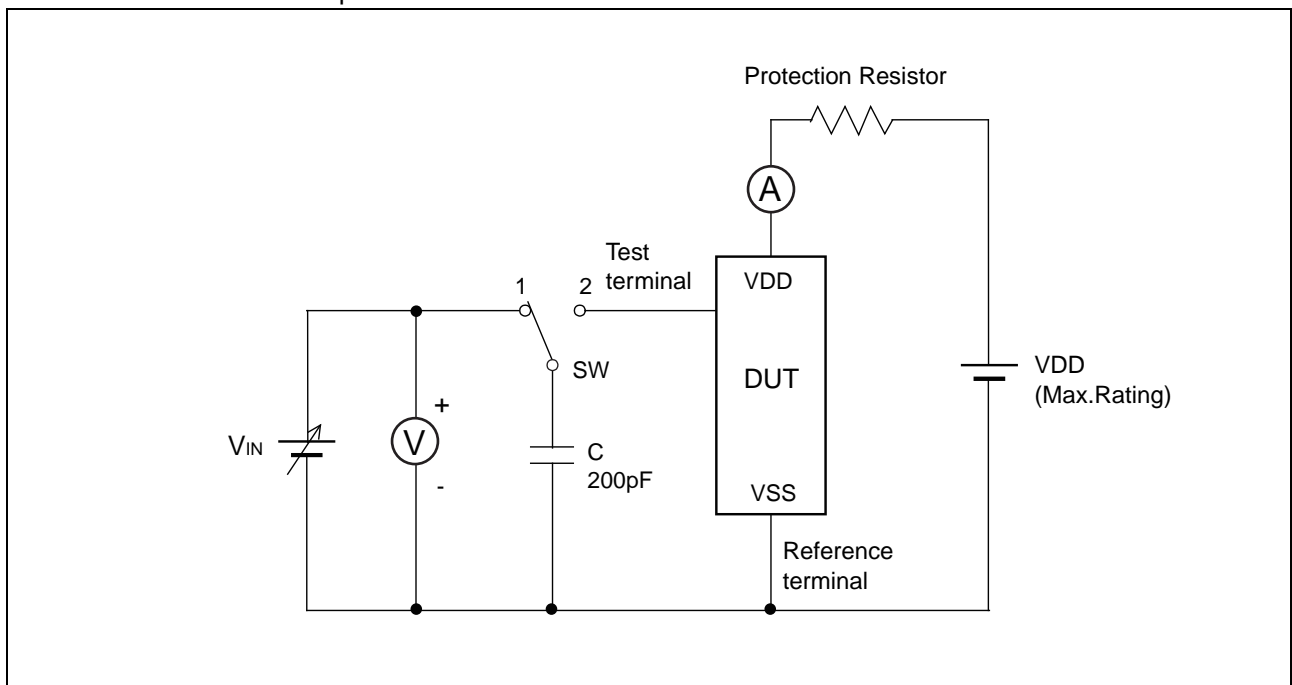 Protection Resistor
A
Test
terminal
1
2
VDD
SW
DUT
VDD
(Max.Rating)
VIN
+
V
-
C
200pF
VSS
Reference
terminal